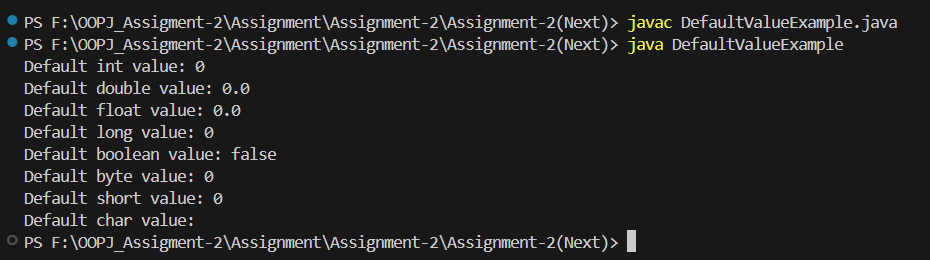 PS F:\OOPJ_Assigment-2\Assignment\Assignment-2\Assignment-2(Next)> javac DefaultValueExample.java
PS F:\OOPJ_Assigment-2\Assignment\Assignment-2\Assignment-2(Next)> java DefaultValueExample
Default int value: 0
Default double value: 0.0
Default float value: 0.0
Default long value: 0
Default boolean value: false
Default byte value: 0
Default short value: 0
Default char value:
PS F:\OOPJ_Assigment-2\Assignment\Assignment-2\Assignment-2(Next)>